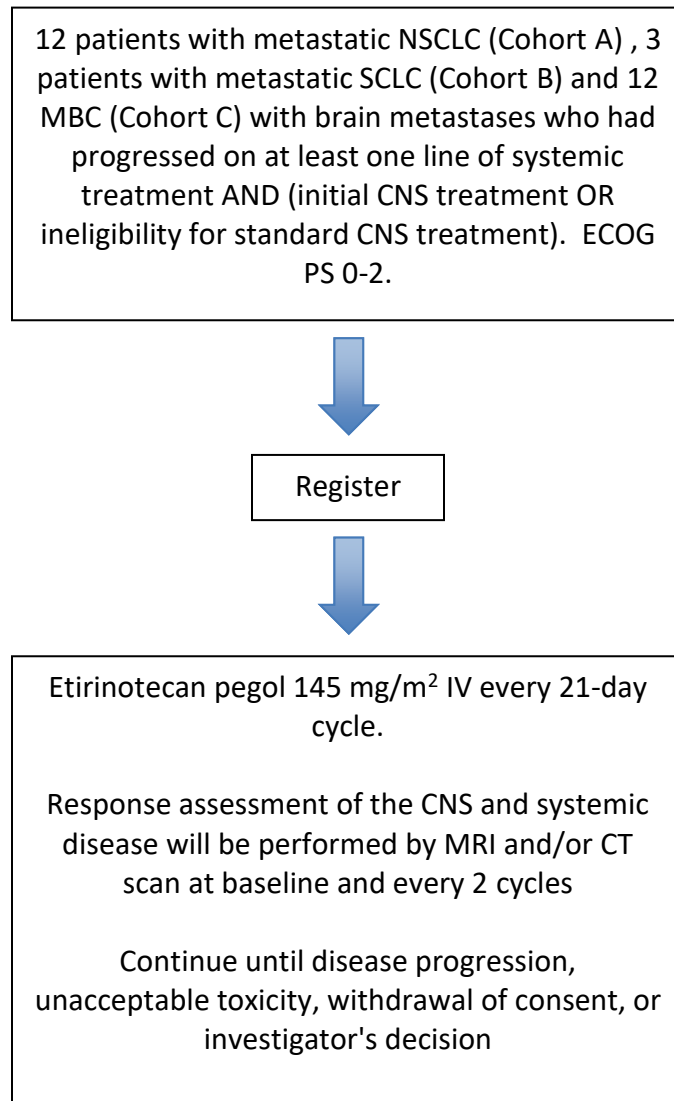 12 patients with metastatic NSCLC (Cohort A) , 3
patients with metastatic SCLC (Cohort B) and 12
MBC (Cohort C) with brain metastases who had
progressed on at least one line of systemic
treatment AND (initial CNS treatment OR
ineligibility for standard CNS treatment).  ECOG
PS 0-2.
Register
Etirinotecan pegol 145 mg/m² IV every 21-day
cycle.
Response assessment of the CNS and systemic
disease will be performed by MRI and/or CT
scan at baseline and every 2 cycles
Continue until disease progression,
unacceptable toxicity, withdrawal of consent, or
investigator's decision